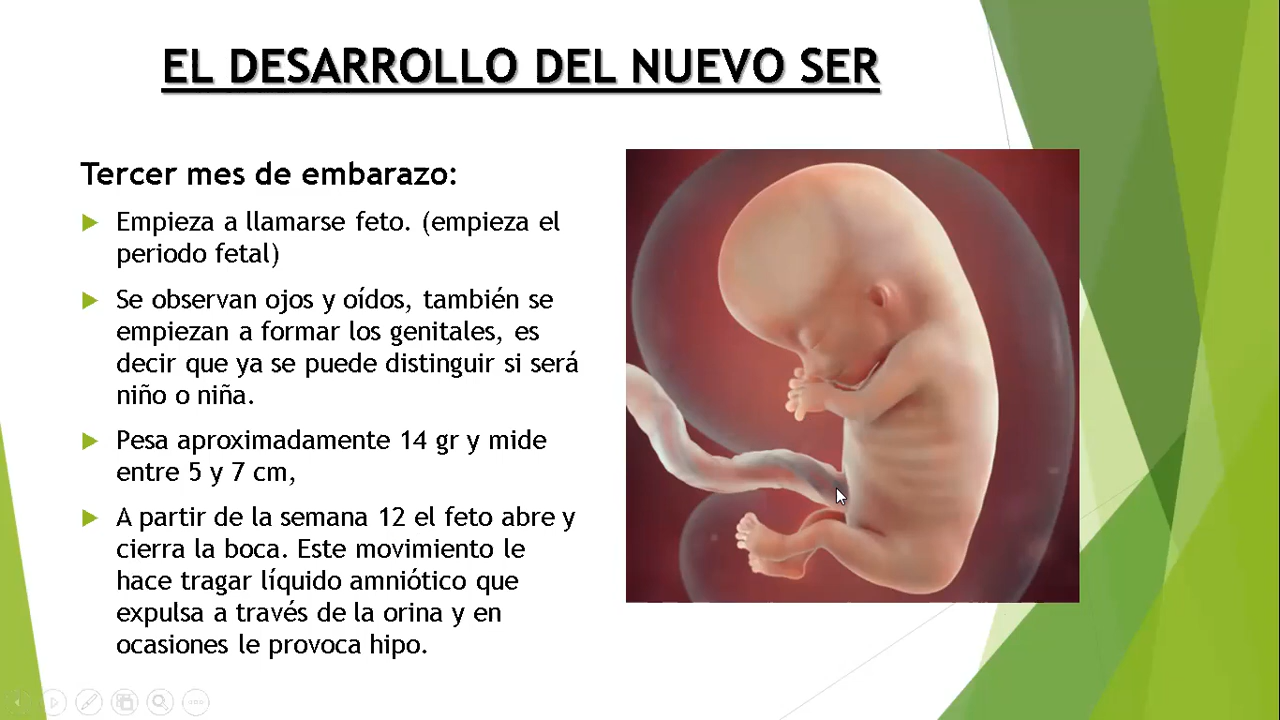 EL DESARROLLO DEL NUEVO SER
Tercer mes de embarazo:
Empieza a llamarse feto. (empieza el
periodo fetal)
Se observan ojos y oídos, también se
empiezan a formar los genitales, es
decir que ya se puede distinguir si será
niño o niña.
Pesa aproximadamente 14 gr y mide
entre 5 y 7 cm,
A partir de la semana 12 el feto abre y
cierra la boca. Este movimiento le
hace tragar líquido amniótico que
expulsa a través de la orina y en
ocasiones le provoca hipo.